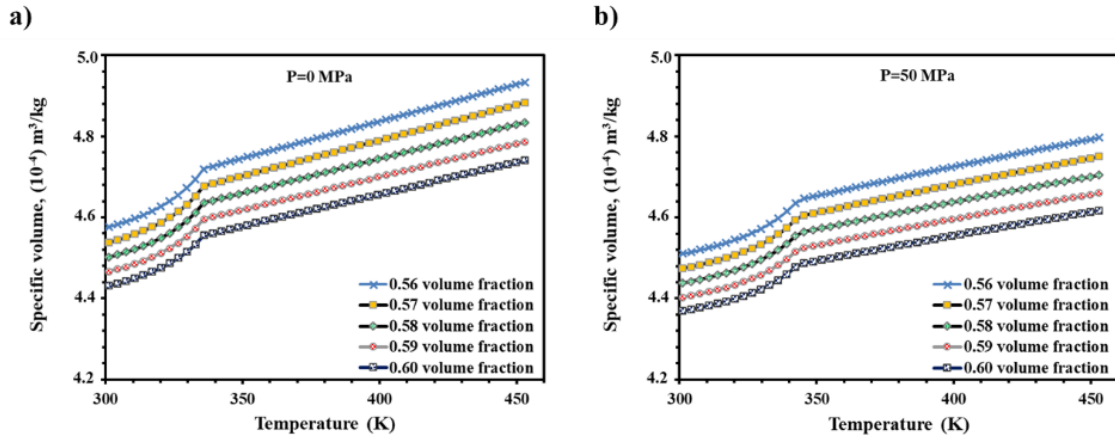 a)
b)
5.0
P=0 MPa
4.8
4.6
4.4
4.2
0.56 volume fraction
0.57 volume fraction
0.58 volume fraction
0.59 volume fraction
0.60 volume fraction
300
350
400
450
Temperature (K)
Specific volume, (10⁻⁴) m³/kg
5.0
P=50 MPa
4.8
4.6
4.4
4.2
0.56 volume fraction
0.57 volume fraction
0.58 volume fraction
0.59 volume fraction
0.60 volume fraction
300
350
400
450
Temperature (K)
Specific volume, (10⁻⁴) m³/kg